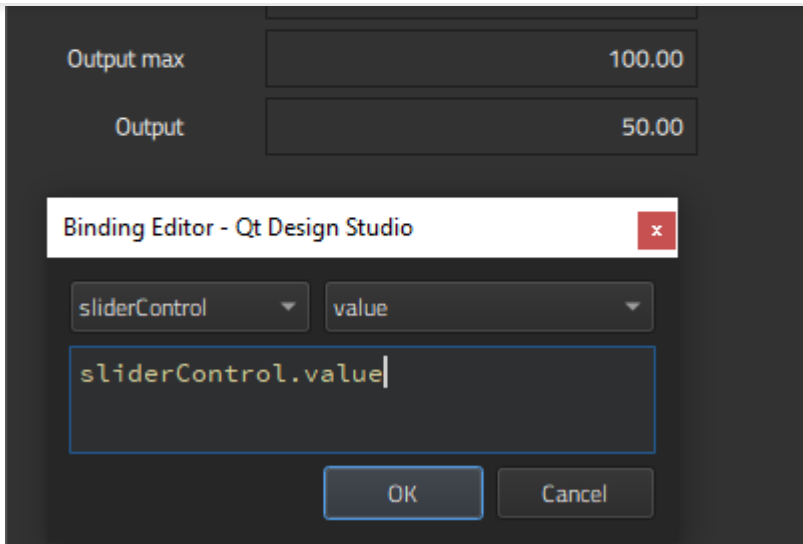 Output max 100.00
Output 50.00
Binding Editor - Qt Design Studio x
sliderControl value
sliderControl.value
OK Cancel